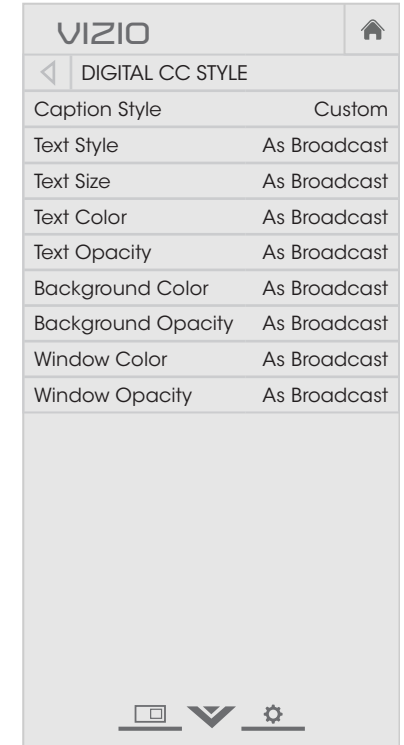 VIZIO
DIGITAL CC STYLE
Caption Style Custom
Text Style As Broadcast
Text Size As Broadcast
Text Color As Broadcast
Text Opacity As Broadcast
Background Color As Broadcast
Background Opacity As Broadcast
Window Color As Broadcast
Window Opacity As Broadcast